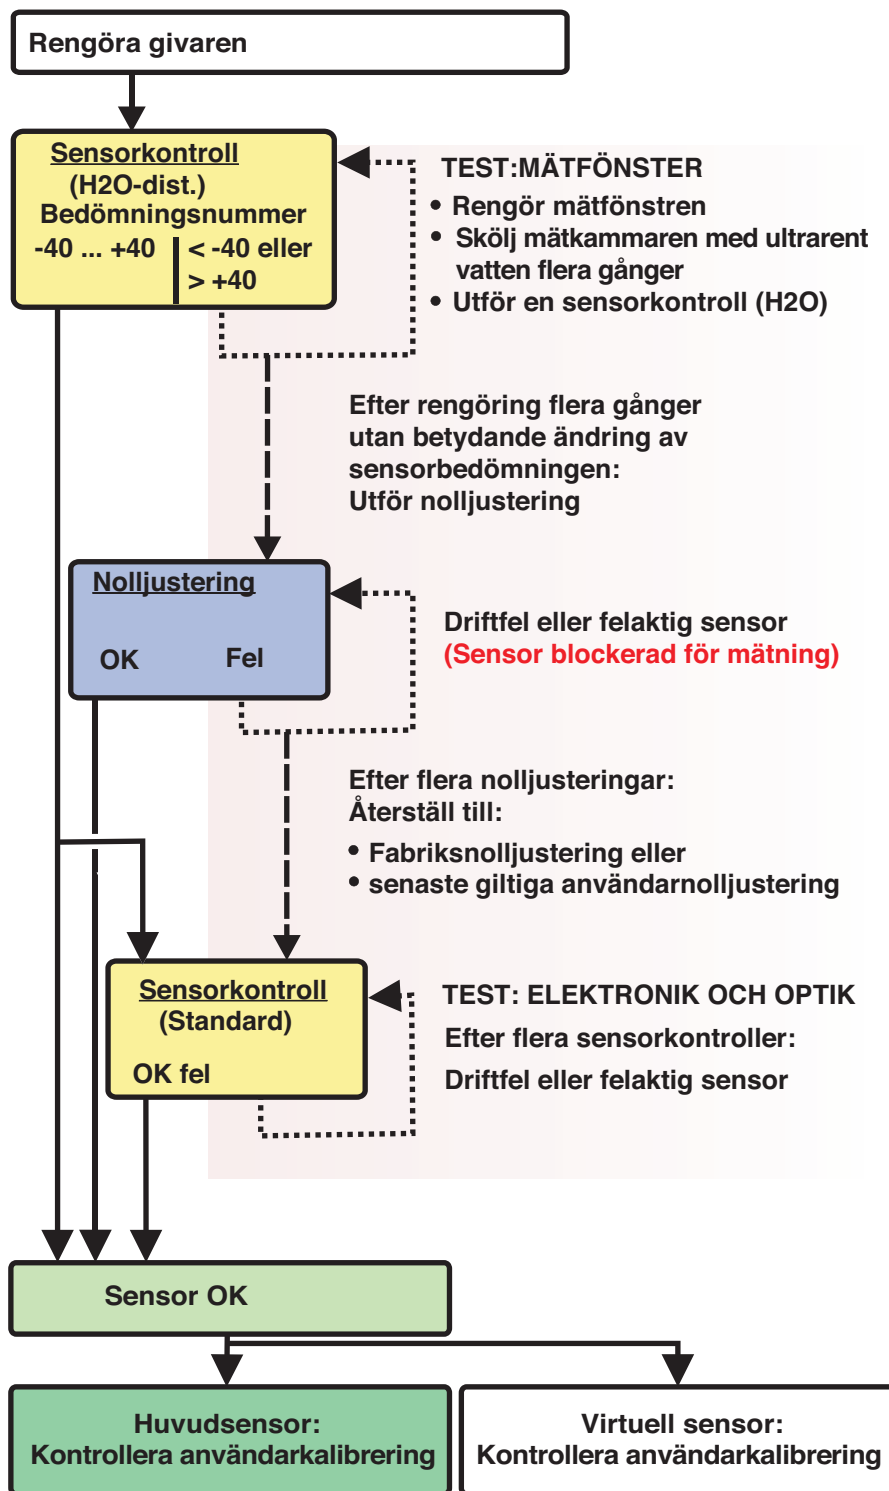 Rengöra givaren
Sensorkontroll
(H2O-dist.)
Bedömningsnummer
-40 ... +40
< -40 eller
> +40
TEST:MÄTFÖNSTER
• Rengör mätfönstren
• Skölj mätkammaren med ultrarent
vatten flera gånger
• Utför en sensorkontroll (H2O)
Efter rengöring flera gånger
utan betydande ändring av
sensorbedömningen:
Utför nolljustering
Nolljustering
OK
Fel
Driftfel eller felaktig sensor
(Sensor blockerad för mätning)
Efter flera nolljusteringar:
Återställ till:
• Fabriksnolljustering eller
• senaste giltiga användarnolljustering
Sensorkontroll
(Standard)
OK fel
TEST: ELEKTRONIK OCH OPTIK
Efter flera sensorkontroller:
Driftfel eller felaktig sensor
Sensor OK
Huvudsensor:
Kontrollera användarkalibrering
Virtuell sensor:
Kontrollera användarkalibrering